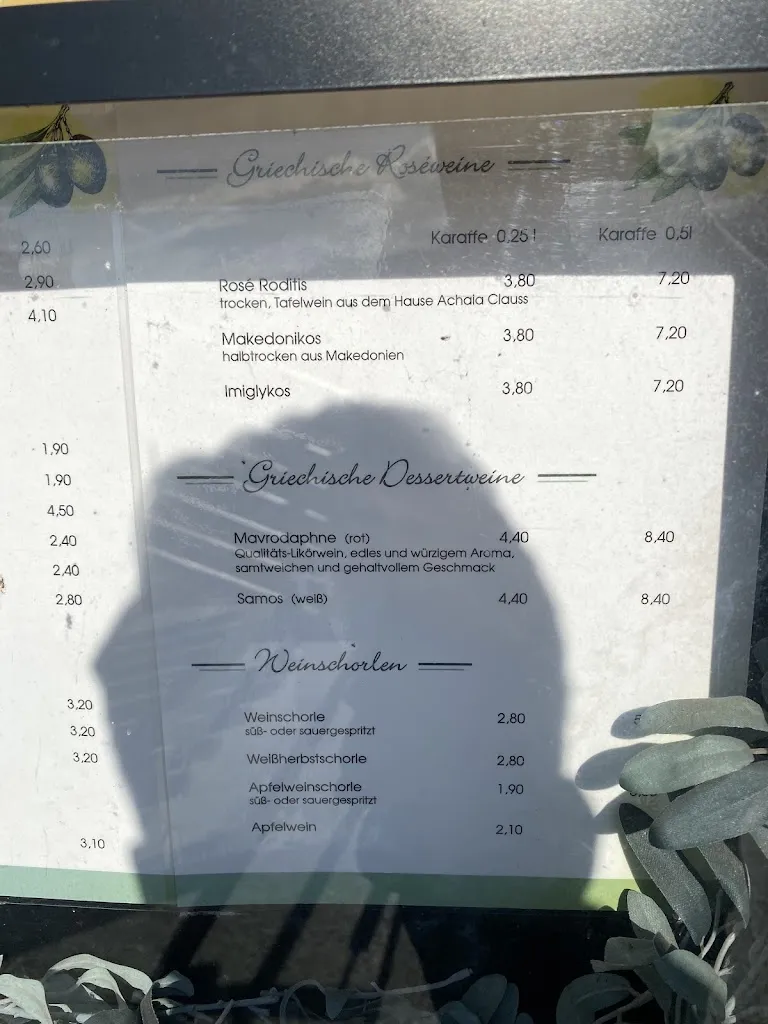 2,60
2,90
4,10
1,90
1,90
4,50
2,40
2,40
2,80
3,20
3,20
3,20
3,10
Griechische Roséweine
Karaffe 0,25 l Karaffe 0,5l
Rosé Roditis 3,80 7,20
trocken, Tafelwein aus dem Hause Achaia Clauss
Makedonikos 3,80 7,20
halbtrocken aus Makedonien
Imiglykos 3,80 7,20
Griechische Dessertweine
Mavrodaphne (rot) 4,40 8,40
Qualitäts-Likörwein, edles und würzigem Aroma,
samtweichen und gehaltvollem Geschmack
Samos (weiß) 4,40 8,40
Weinschorlen
Weinschorle 2,80
süß- oder sauergespritzt
Weißherbstschorle 2,80
Apfelweinschorle 1,90
süß- oder sauergespritzt
Apfelwein 2,10